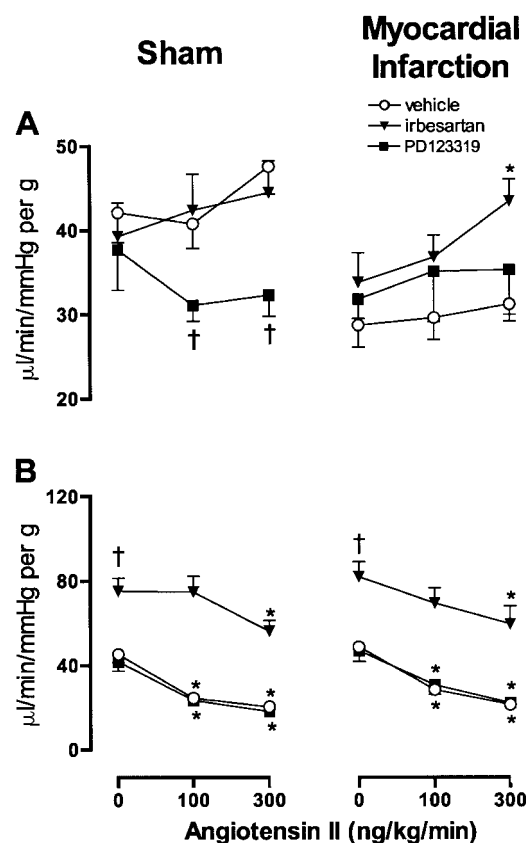 Sham
Myocardial
Infarction
vehicle
irbesartan
PD123319
A
50
40
30
20
μl/min/mmHg per g
*
†
†
B
120
80
40
0
μl/min/mmHg per g
†
*
*
*
*
*
†
*
*
*
*
*
0
100
300
0
100
300
Angiotensin II (ng/kg/min)